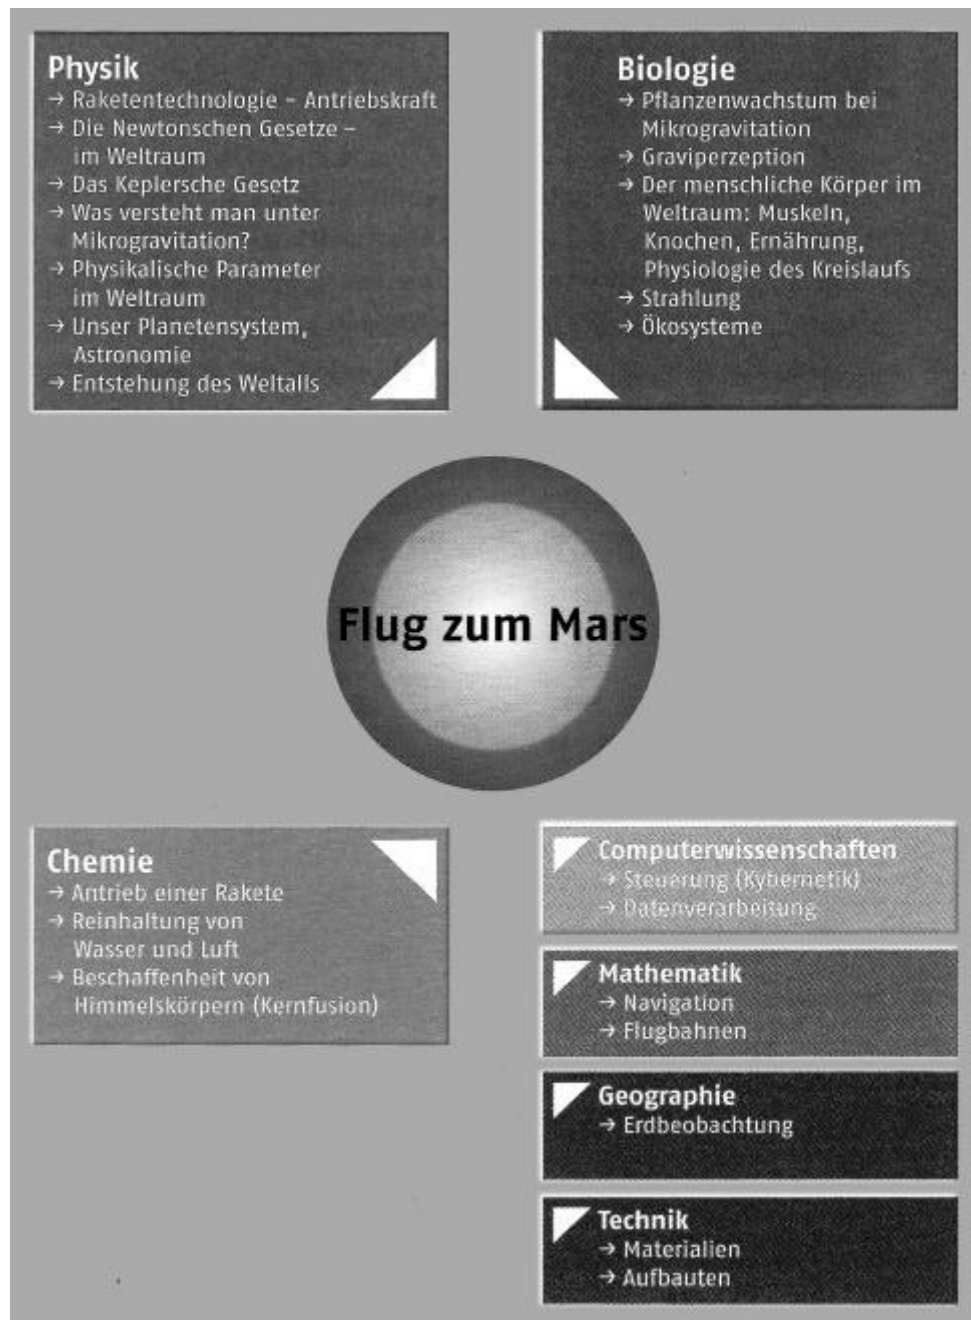 Physik
→ Raketentechnologie – Antriebskraft
→ Die Newtonschen Gesetze –
im Weltraum
→ Das Keplersche Gesetz
→ Was versteht man unter
Mikrogravitation?
→ Physikalische Parameter
im Weltraum
→ Unser Planetensystem,
Astronomie
→ Entstehung des Weltalls
Biologie
→ Pflanzenwachstum bei
Mikrogravitation
→ Graviperzeption
→ Der menschliche Körper im
Weltraum: Muskeln,
Knochen, Ernährung,
Physiologie des Kreislaufs
→ Strahlung
→ Ökosysteme
Flug zum Mars
Chemie
→ Antrieb einer Rakete
→ Reinhaltung von
Wasser und Luft
→ Beschaffenheit von
Himmelskörpern (Kernfusion)
Computerwissenschaften
→ Steuerung (Kybernetik)
→ Datenverarbeitung
Mathematik
→ Navigation
→ Flugbahnen
Geographie
→ Erdbeobachtung
Technik
→ Materialien
→ Aufbauten